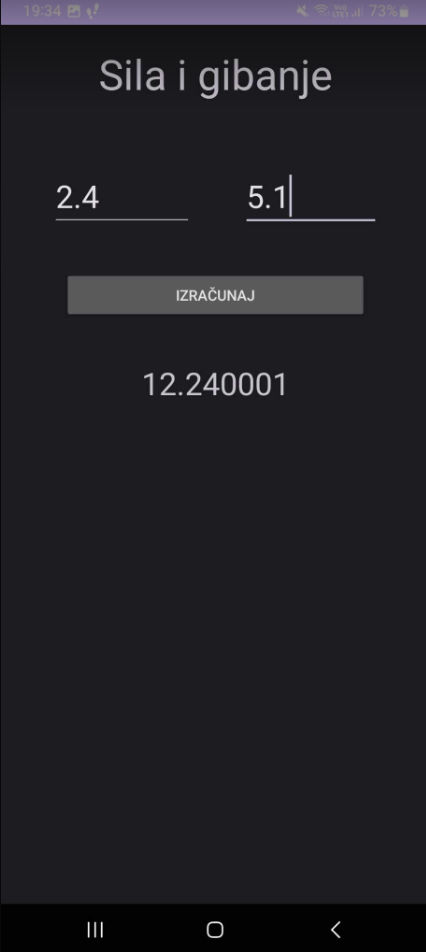 19:34 73%
Sila i gibanje
2.4 5.1
IZRAČUNAJ
12.240001